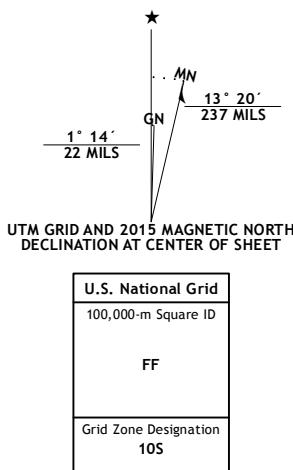 ★
MN
GN
13° 20´
237 MILS
1° 14´
22 MILS
UTM GRID AND 2015 MAGNETIC NORTH
DECLINATION AT CENTER OF SHEET
U.S. National Grid
100,000-m Square ID
FF
Grid Zone Designation
10S